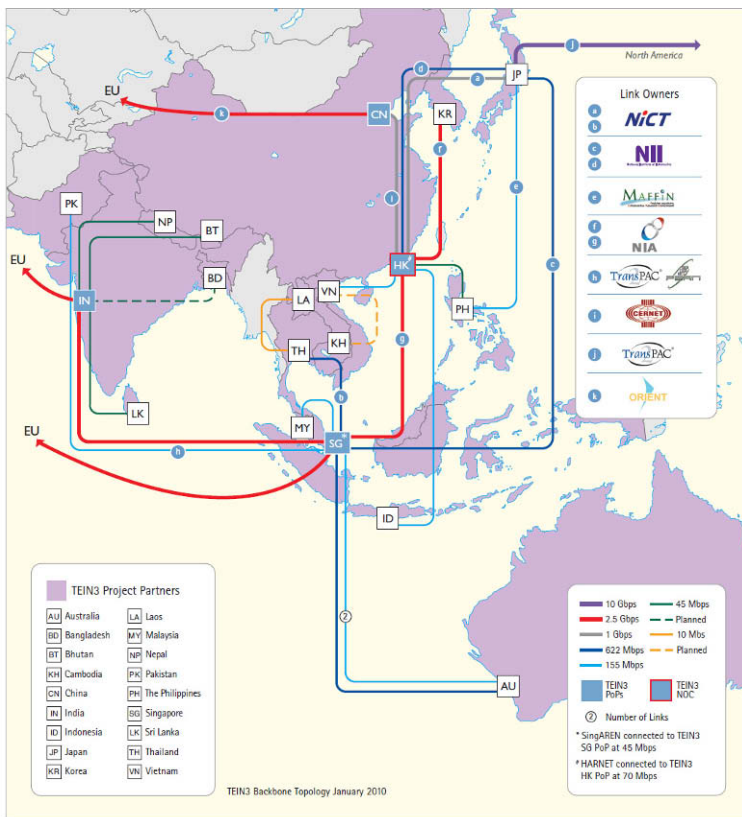 j
North America
d
JP
a
Link Owners
EU
k
CN
KR
a
b
NiCT
f
c
d
NII
PK
i
e
e
MAFFIN
NP
BT
f
g
NIA
EU
HK
c
h
TransPAC
BD
VN
IN
LA
PH
i
CERNET
KH
g
TH
j
TransPAC
b
LK
k
ORIENT
MY
EU
SG*
h
ID
TEIN3 Project Partners
AU Australia
LA Laos
BD Bangladesh
MY Malaysia
BT Bhutan
NP Nepal
KH Cambodia
PK Pakistan
CN China
PH The Philippines
IN India
SG Singapore
ID Indonesia
LK Sri Lanka
JP Japan
TH Thailand
KR Korea
VN Vietnam
2
AU
10 Gbps
45 Mbps
2.5 Gbps
Planned
1 Gbps
10 Mbs
622 Mbps
Planned
155 Mbps
TEIN3 PoPs
TEIN3 NOC
2 Number of Links
* SingAREN connected to TEIN3
SG PoP at 45 Mbps
# HARNET connected to TEIN3
HK PoP at 70 Mbps
TEIN3 Backbone Topology January 2010